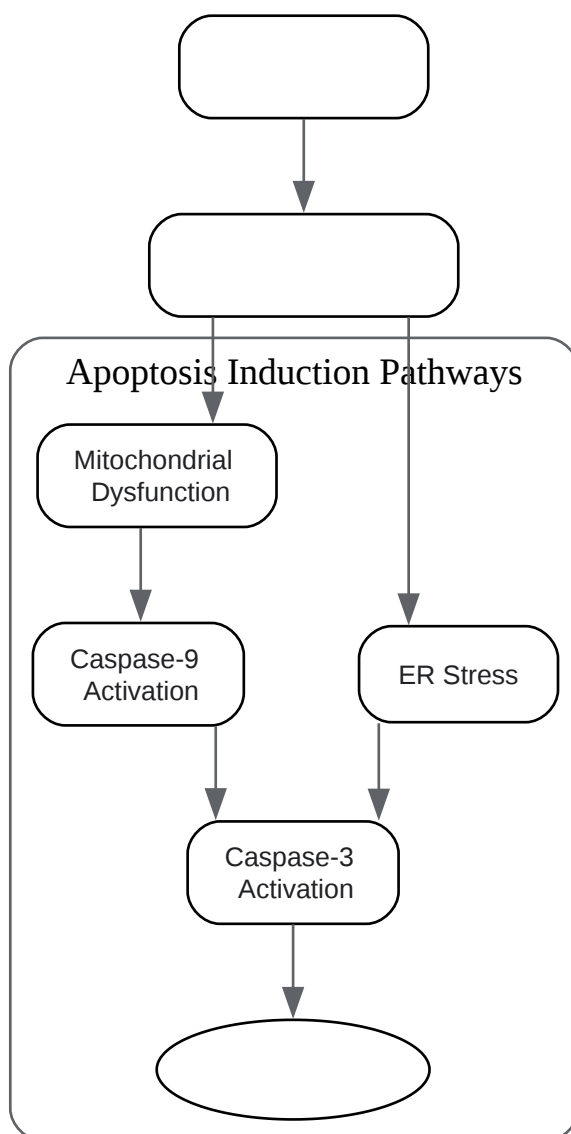 Apoptosis Induction Pathways
Mitochondrial
Dysfunction
Caspase-9
Activation
ER Stress
Caspase-3
Activation